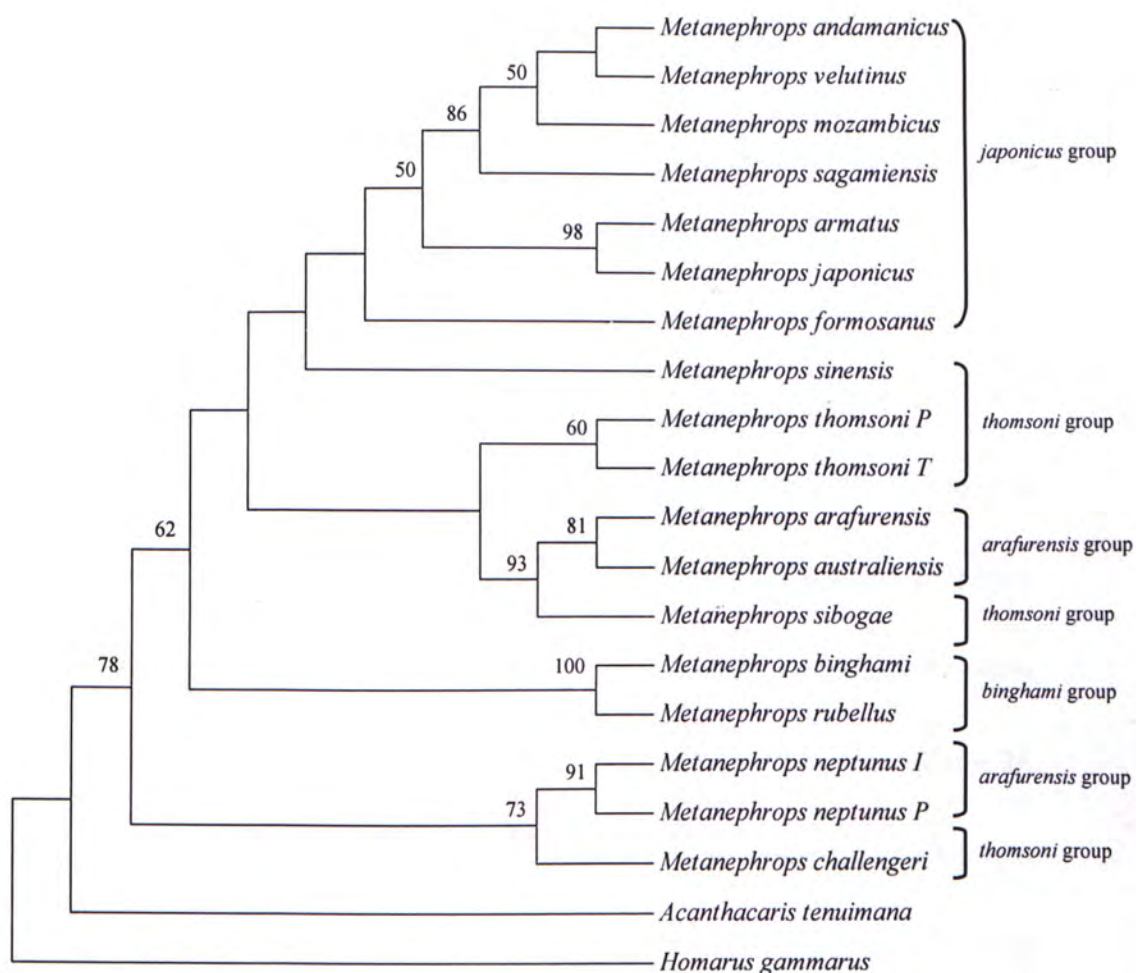 Metanephrops andamanicus
50
Metanephrops velutinus
86
Metanephrops mozambicus
japonicus group
50
Metanephrops sagamiensis
98
Metanephrops armatus
Metanephrops japonicus
Metanephrops formosanus
Metanephrops sinensis
60
Metanephrops thomsoni P
thomsoni group
Metanephrops thomsoni T
62
81
Metanephrops arafurensis
arafurensis group
93
Metanephrops australiensis
Metanephrops sibogae
thomsoni group
78
100
Metanephrops binghami
binghami group
Metanephrops rubellus
91
Metanephrops neptunus I
arafurensis group
73
Metanephrops neptunus P
Metanephrops challengeri
thomsoni group
Acanthacaris tenuimana
Homarus gammarus